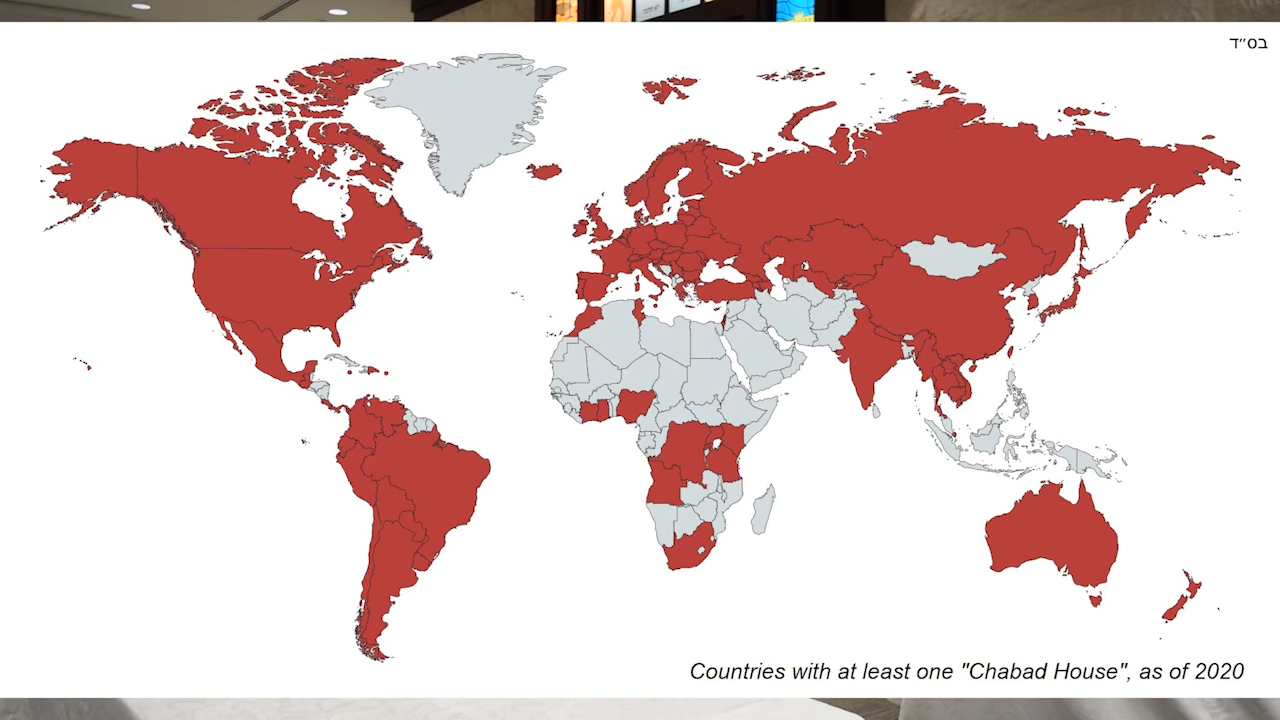 בס״ד
Countries with at least one "Chabad House", as of 2020